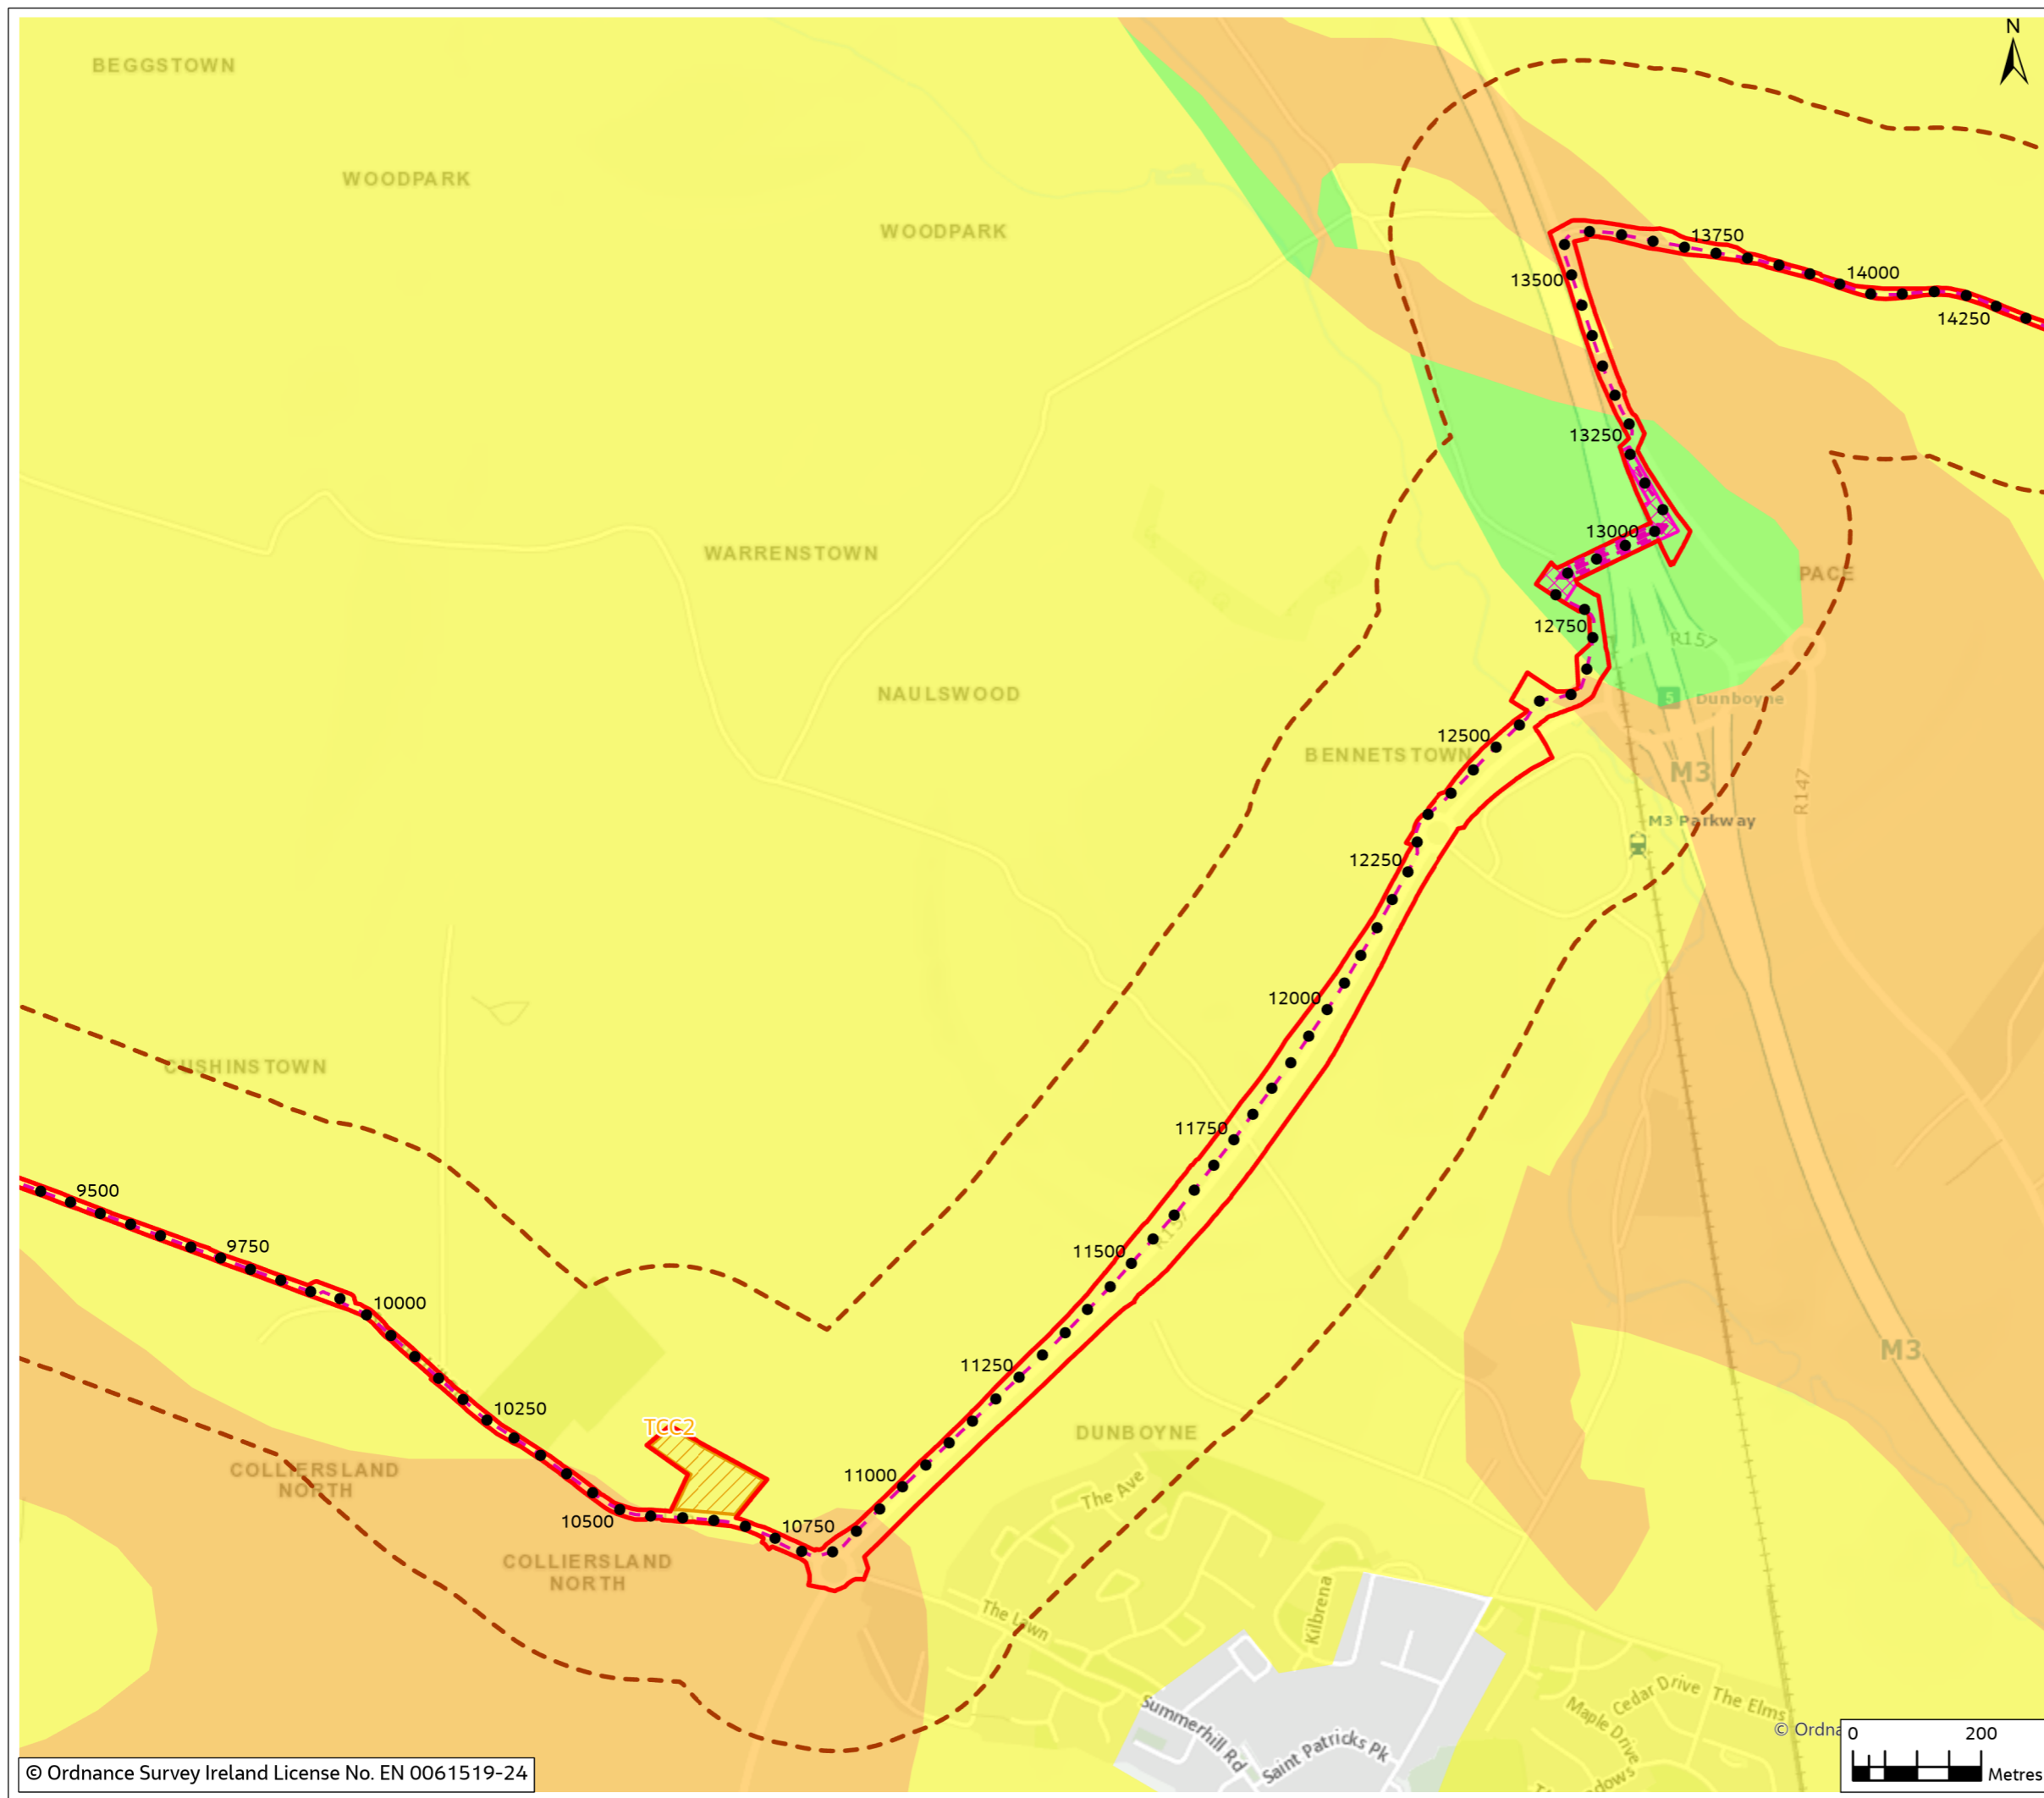 N
BEGGSTOWN
WOODPARK
WOODPARK
13750
14000
13500
14250
13250
13000
WARRENSTOWN
PACE
12750
R157
NAULSWOOD
5 Dunboyne
12500
BENNETSTOWN
M3
R147
M3 Parkway
12250
12000
CUSHINSTOWN
11750
9500
R157
9750
11500
10000
M3
11250
10250
TCC2
DUNBOYNE
COLLIERSLAND
NORTH
11000
The Ave
10500
10750
COLLIERSLAND
NORTH
The Lawn
Kilbrena
Summerhill Rd
Saint Patricks Pk
Cedar Drive
The Elms
Maple Drive
© Ordna
0 200
Metres
© Ordnance Survey Ireland License No. EN 0061519-24